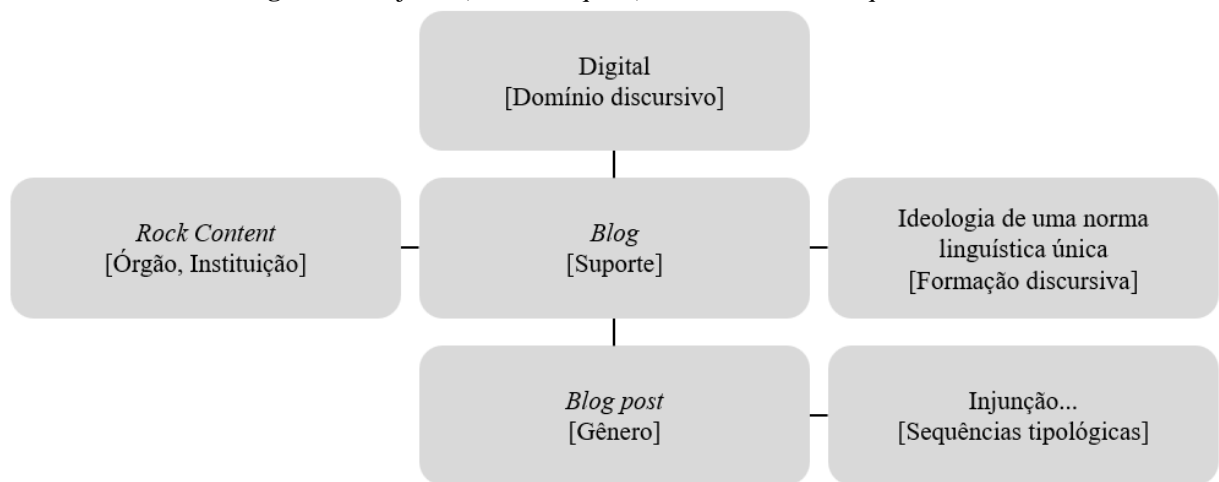 Digital
[Domínio discursivo]
Rock Content
[Órgão, Instituição]
Blog
[Suporte]
Ideologia de uma norma
linguística única
[Formação discursiva]
Blog post
[Gênero]
Injunção...
[Sequências tipológicas]